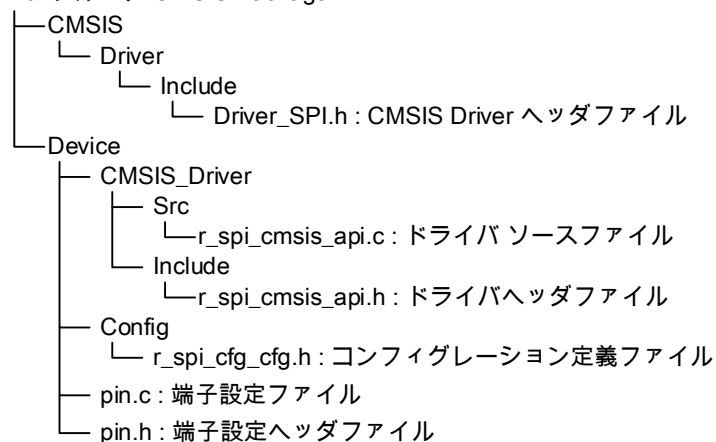 CMSIS
Driver
Include
Driver_SPI.h : CMSIS Driver ヘッダファイル
Device
CMSIS_Driver
Src
r_spi_cmsis_api.c : ドライバ ソースファイル
Include
r_spi_cmsis_api.h : ドライバヘッダファイル
Config
r_spi_cfg_cfg.h : コンフィグレーション定義ファイル
pin.c : 端子設定ファイル
pin.h : 端子設定ヘッダファイル